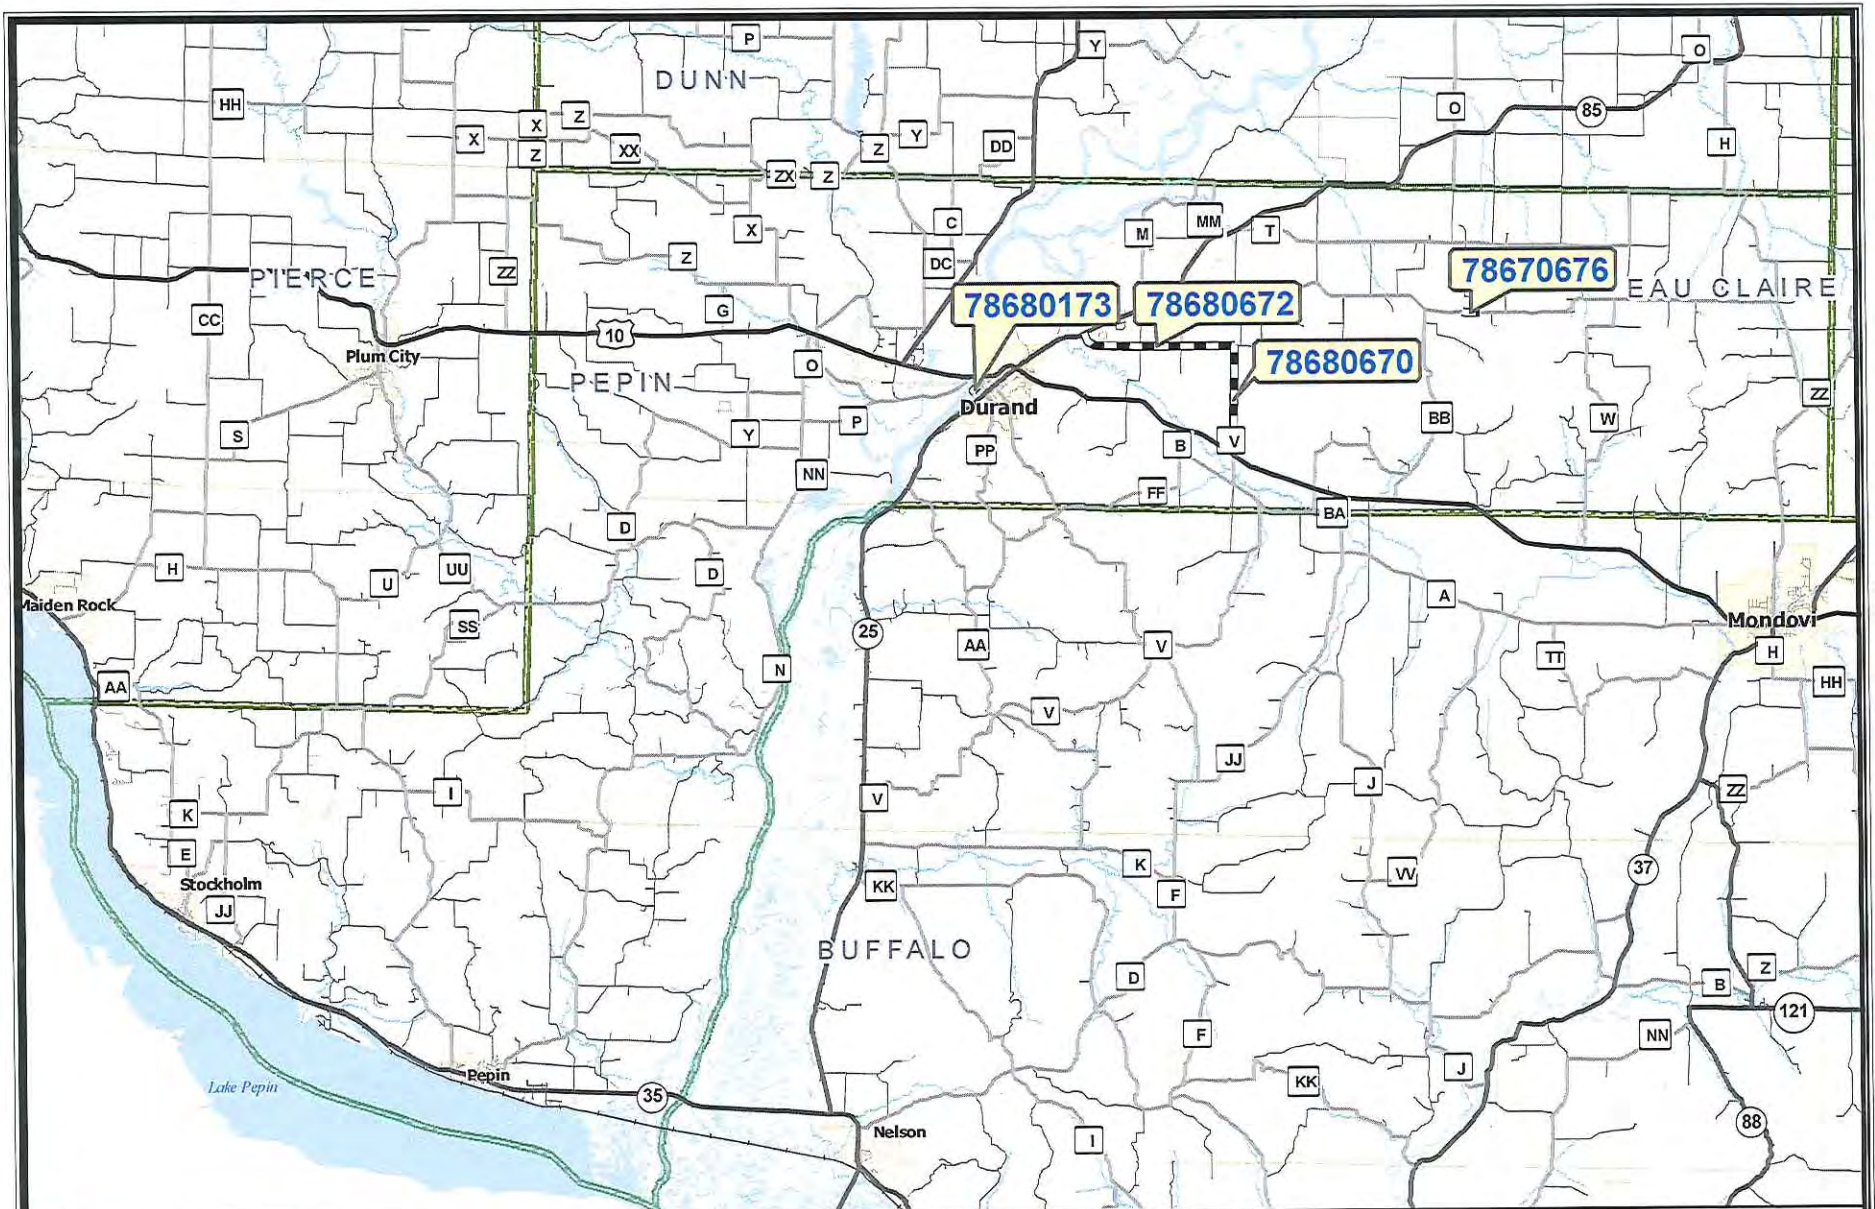 P
Y
O
DUNN
HH
X
Z
O
85
X
Z
XX
Z
Y
DD
H
ZX
Z
C
X
M
MM
T
Z
DC
ZZ
PIERCE
78670676
EAU CLAIRE
CC
G
78680173
78680672
10
Plum City
O
78680670
PEPIN
Durand
ZZ
S
Y
P
PP
B
V
BB
W
NN
FF
D
BA
H
U
UU
D
A
Maiden Rock
SS
25
AA
V
Mondovi
N
TT
H
AA
HH
V
JJ
J
I
V
ZZ
K
E
K
37
Stockholm
KK
F
VV
JJ
BUFFALO
D
Z
B
121
F
NN
J
Lake Pepin
Pepin
35
KK
Nelson
I
88